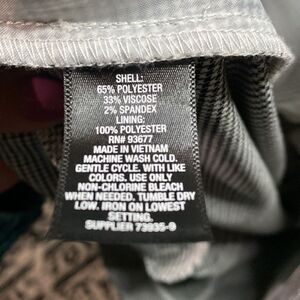 SHELL:
65% POLYESTER
33% VISCOSE
2% SPANDEX
LINING:
100% POLYESTER
RN# 93677
MADE IN VIETNAM
MACHINE WASH COLD.
GENTLE CYCLE. WITH LIKE
COLORS. USE ONLY
NON-CHLORINE BLEACH
WHEN NEEDED. TUMBLE DRY
LOW. IRON ON LOWEST
SETTING.
SUPPLIER 73935-9